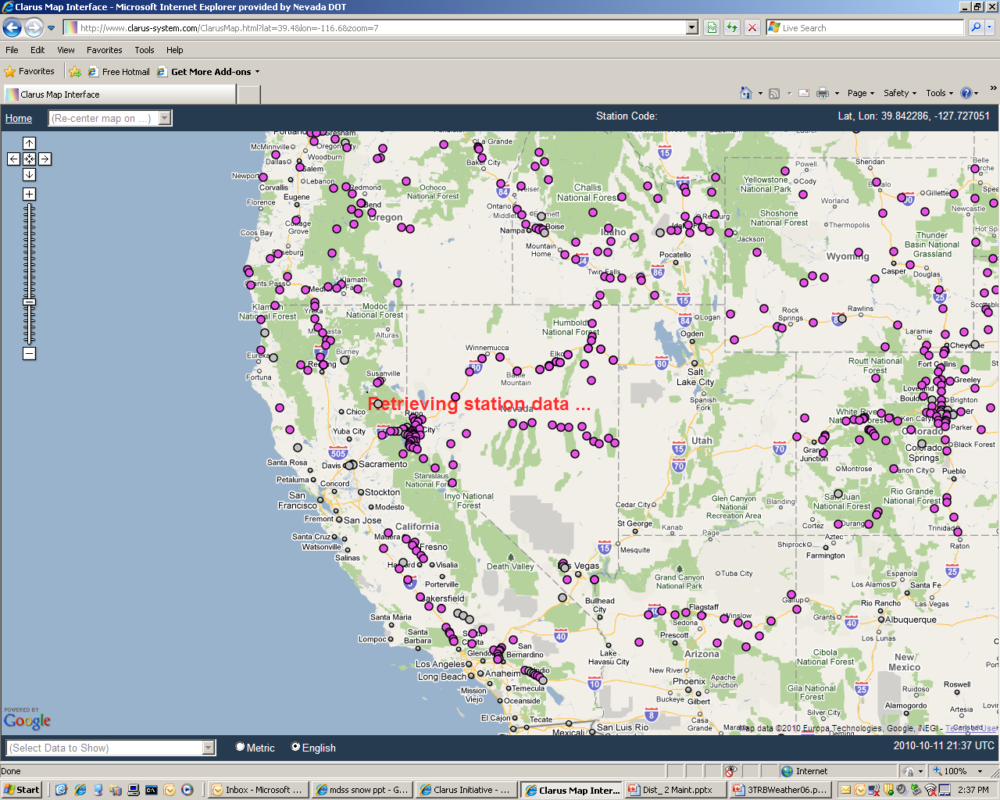 Clarus Map Interface - Microsoft Internet Explorer provided by Nevada DOT
http://www.clarus-system.com/ClarusMap.html?lat=39.4&lon=-116.6&zoom=7
Live Search
File Edit View Favorites Tools Help
Favorites Free Hotmail Get More Add-ons
Clarus Map Interface
Page Safety Tools
Home (Re-center map on ...) Station Code: Lat, Lon: 39.842286, -127.727051
Portland Gresham La Grande
McMinnville Oregon City Sheridan
Woodburn Baker City Powell
Dallas Salem Cody
Newport Lebanon Redmond Weiser Challis National Forest Yellowstone National Park Gillette
Corvallis Ochoco National Forest 84 15 90
Eugene Bend Ontario Worland Newcastle
Florence Oregon Boise Shoshone National Forest
Cottage Grove Nampa Idaho Thermopolis
Coos Bay Jackson Thunder Basin National Grassland
Roseburg Mountain Home Pocatello Wyoming Casper
Grants Pass Twin Falls 86 Douglas
Klamath Falls 15 25
Klamath National Forest Yreka Modoc National Forest Rock Springs Rawlins
Alturas Humboldt National Forest 84 Logan Laramie
Ogden Cheyenne
Eureka Burney Winnemucca Elko Salt Lake City Routt National Forest Fort Collins
Fortuna Redding Susanville 80 Battle Mountain 80 Greeley
Loveland
Spanish Fork Boulder Brighton
Retrieving station data ...
Chico Reno Nevada White River National Forest
Yuba City Colorado Parker
505 Utah Grand Junction Black Forest
Santa Rosa Davis Sacramento 15 70 70 Colorado Springs
Petaluma Stanislaus National Forest Montrose Canon City Pueblo
Concord Stockton Inyo National Forest Glen Canyon National Recreation Area Blanding San Juan National Forest Rio Grande National Forest
San Francisco Modesto Cedar City
Fremont San Jose St George Cortez Durango
California Kanab Page Aztec Trinidad
Santa Cruz Madera Shiprock Raton
Watsonville Fresno Mesquite Farmington
Salinas Hanford Visalia Death Valley 15
Las Vegas Grand Canyon National Park Tuba City Espanola 25
Porterville Los Alamos Santa Fe
5 Bakersfield Bullhead City Gallup Las Vegas
Santa Maria Flagstaff Winslow Grants Rio Rancho
Lompoc Santa Barbara Santa Clarita 40 Sedona 40 Albuquerque
Glendale San Bernardino Lake Havasu City Prescott Arizona Los Lunas
Los Angeles Cibola National Forest
Long Beach Anaheim Indio New River New Mexico
Mission Viejo Temecula 10 Phoenix Apache Junction Roswell
Oceanside Buckeye Gilbert Gila National Forest 25 Ruidoso
El Cajon Tecate 8 Casa Grande Silver City Alamogordo Artesia
Mexicali San Luis Rio Deming Carlsbad
POWERED BY Google
Map data ©2010 Europa Technologies, Google, INEGI - Terms of Use
(Select Data to Show) Metric English 2010-10-11 21:37 UTC
Done Internet 100%
Start Inbox - Microsoft ... mdss snow ppt - G... Clarus Initiative - ... Clarus Map Inter... Dist_ 2 Maint.pptx 3TRBWeather06.p... 2:37 PM